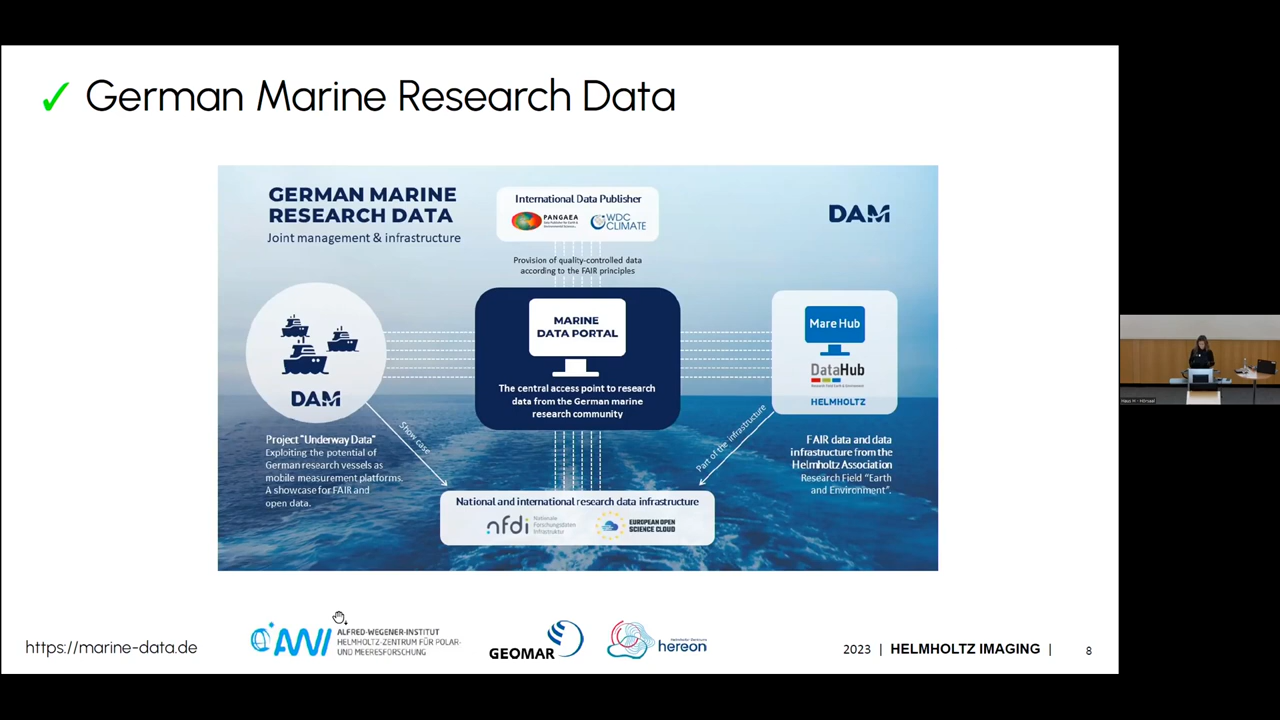 ✓ German Marine Research Data
GERMAN MARINE
RESEARCH DATA
Joint management & infrastructure
International Data Publisher
PANGAEA
WDC
CLIMATE
DAM
Provision of quality-controlled data
according to the FAIR principles
MARINE
DATA PORTAL
The central access point to research
data from the German marine
research community
DAM
Project "Underway Data"
Exploiting the potential of
German research vessels as
mobile measurement platforms.
A showcase for FAIR and
open data.
Show case
Mare Hub
DataHub
HELMHOLTZ
FAIR data and data
infrastructure from the
Helmholtz Association
Research Field "Earth
and Environment".
Part of the infrastructure
National and international research data infrastructure
nfdi
Nationale
Forschungsdaten
Infrastruktur
EUROPEAN OPEN
SCIENCE CLOUD
https://marine-data.de
AWI
ALFRED-WEGENER-INSTITUT
HELMHOLTZ-ZENTRUM FÜR POLAR-
UND MEERESFORSCHUNG
GEOMAR
hereon
2023 | HELMHOLTZ IMAGING |
8